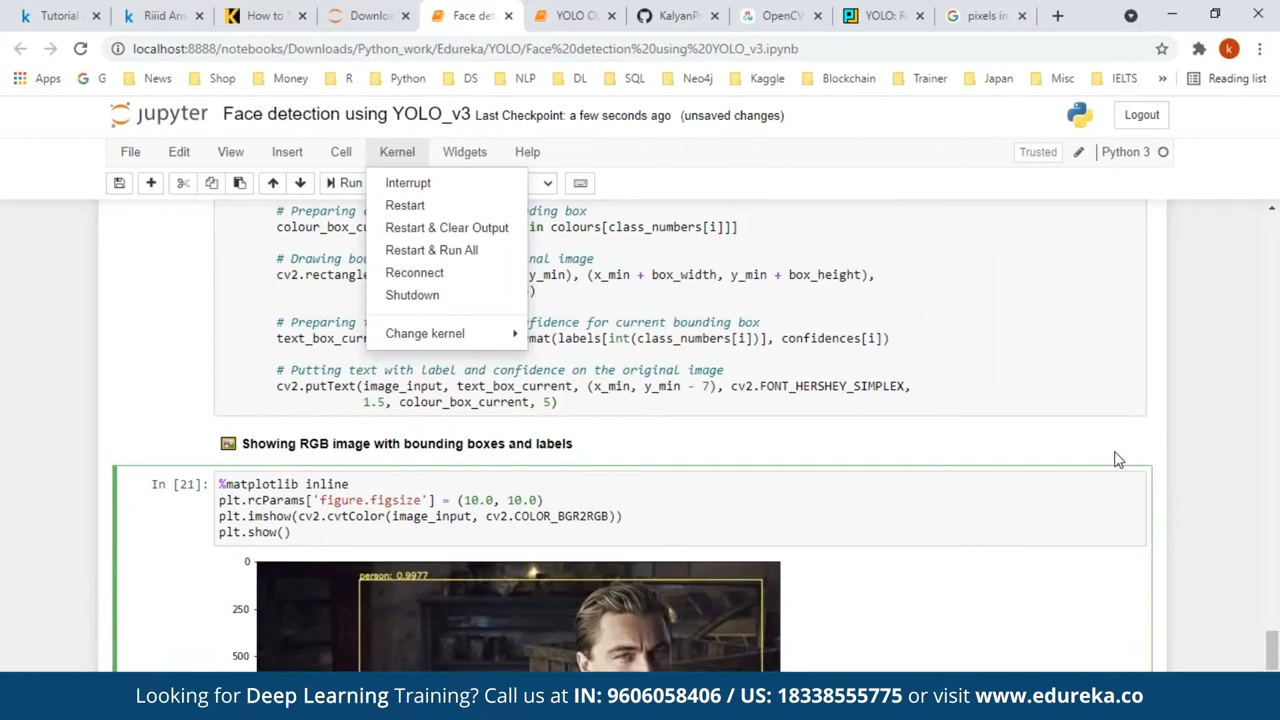 Tutorial
Riiid An
How to
Downlo
Face det
YOLO O
KalyanP
OpenCV
YOLO: R
pixels in
localhost:8888/notebooks/Downloads/Python_work/Edureka/YOLO/Face%20detection%20using%20YOLO_v3.ipynb
Apps G News Shop Money R Python DS NLP DL SQL Neo4j Kaggle Blockchain Trainer Japan Misc IELTS » Reading list
jupyter Face detection using YOLO_v3 Last Checkpoint: a few seconds ago (unsaved changes) Logout
File Edit View Insert Cell Kernel Widgets Help Trusted Python 3
Run
Interrupt
Restart
Restart & Clear Output
Restart & Run All
Reconnect
Shutdown
Change kernel
# Preparing nding box
colour_box_cu in colours[class_numbers[i]]]
# Drawing bo nal image
cv2.rectangle y_min), (x_min + box_width, y_min + box_height),
)
# Preparing t nfidence for current bounding box
text_box_curr mat(labels[int(class_numbers[i])], confidences[i])
# Putting text with label and confidence on the original image
cv2.putText(image_input, text_box_current, (x_min, y_min - 7), cv2.FONT_HERSHEY_SIMPLEX,
1.5, colour_box_current, 5)
Showing RGB image with bounding boxes and labels
In [21]: %matplotlib inline
plt.rcParams['figure.figsize'] = (10.0, 10.0)
plt.imshow(cv2.cvtColor(image_input, cv2.COLOR_BGR2RGB))
plt.show()
0
person: 0.9977
250
500
Looking for Deep Learning Training? Call us at IN: 9606058406 / US: 18338555775 or visit www.edureka.co